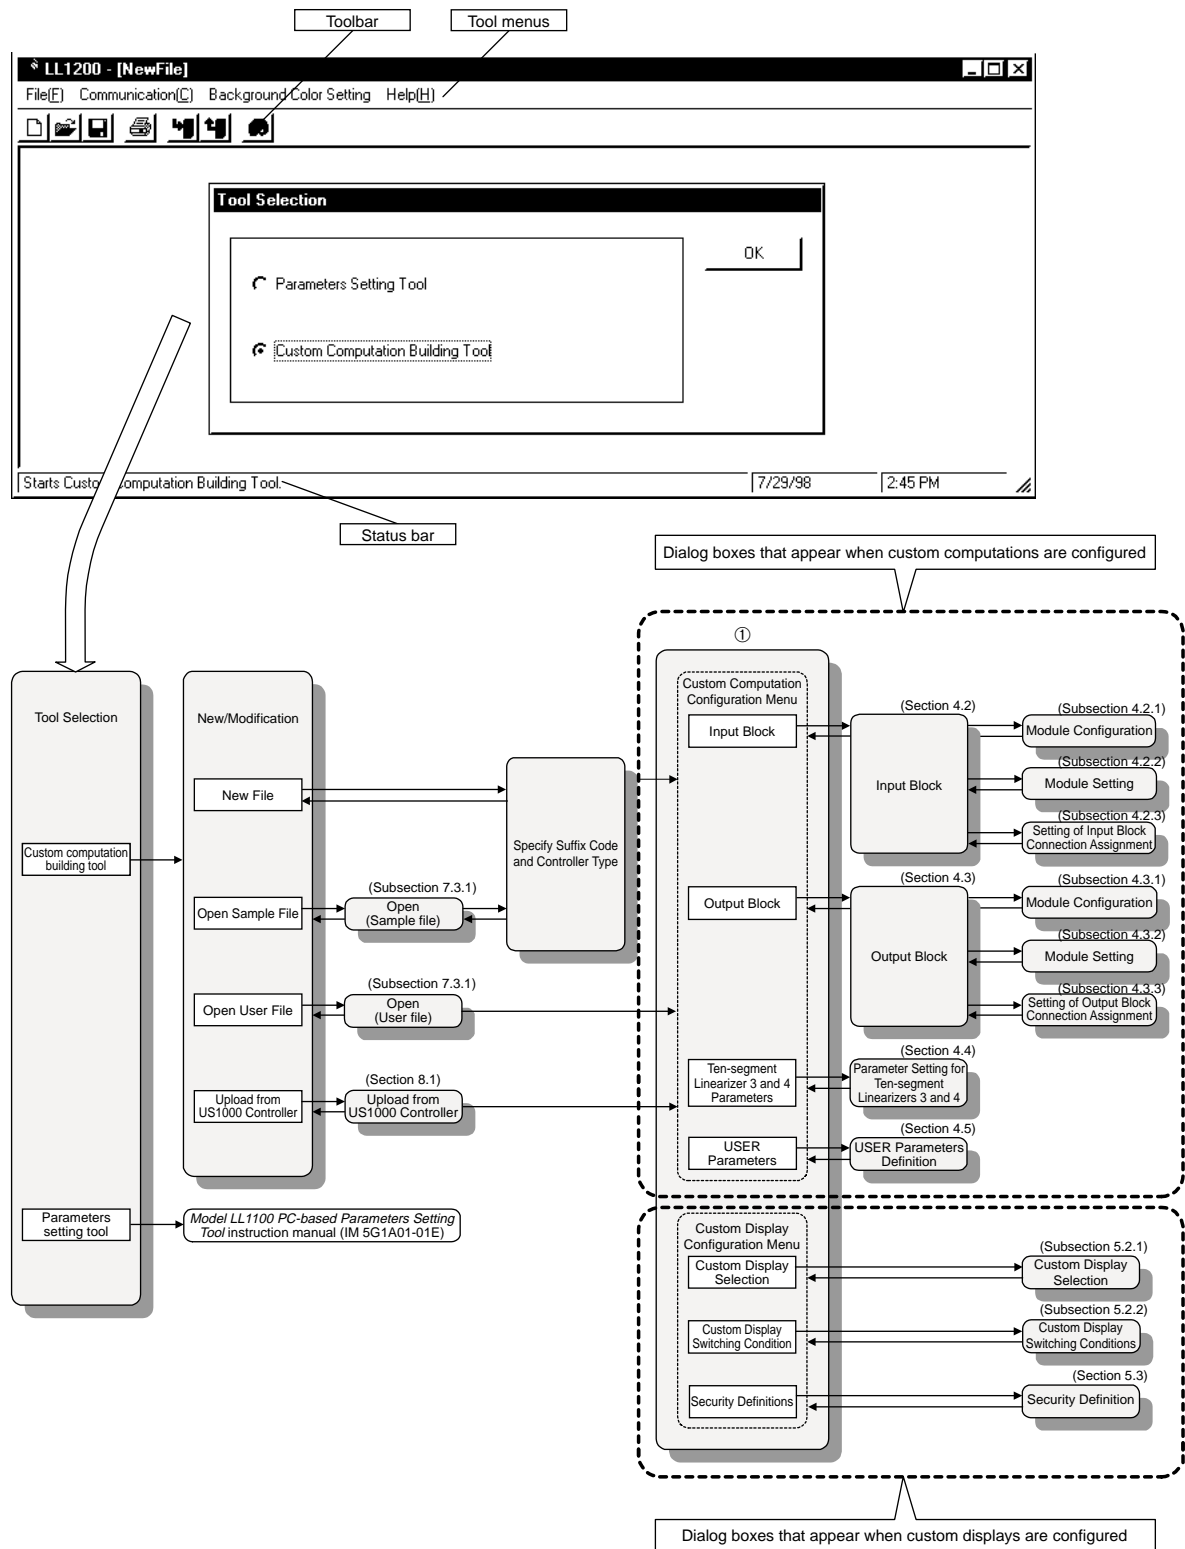 Toolbar
Tool menus
LL1200 - [NewFile]
File(F) Communication(C) Background Color Setting Help(H)
Tool Selection
OK
Parameters Setting Tool
Custom Computation Building Tool
Starts Custom Computation Building Tool.
7/29/98
2:45 PM
Status bar
Dialog boxes that appear when custom computations are configured
①
Tool Selection
Custom computation
building tool
Parameters
setting tool
New/Modification
New File
Open Sample File
Open User File
Upload from
US1000 Controller
(Subsection 7.3.1)
Open
(Sample file)
(Subsection 7.3.1)
Open
(User file)
(Section 8.1)
Upload from
US1000 Controller
Model LL1100 PC-based Parameters Setting
Tool instruction manual (IM 5G1A01-01E)
Specify Suffix Code
and Controller Type
Custom Computation
Configuration Menu
Input Block
Output Block
Ten-segment
Linearizer 3 and 4
Parameters
USER
Parameters
(Section 4.2)
Input Block
(Subsection 4.2.1)
Module Configuration
(Subsection 4.2.2)
Module Setting
(Subsection 4.2.3)
Setting of Input Block
Connection Assignment
(Section 4.3)
Output Block
(Subsection 4.3.1)
Module Configuration
(Subsection 4.3.2)
Module Setting
(Subsection 4.3.3)
Setting of Output Block
Connection Assignment
(Section 4.4)
Parameter Setting for
Ten-segment
Linearizers 3 and 4
(Section 4.5)
USER Parameters
Definition
Custom Display
Configuration Menu
Custom Display
Selection
Custom Display
Switching Condition
Security Definitions
(Subsection 5.2.1)
Custom Display
Selection
(Subsection 5.2.2)
Custom Display
Switching Conditions
(Section 5.3)
Security Definition
Dialog boxes that appear when custom displays are configured